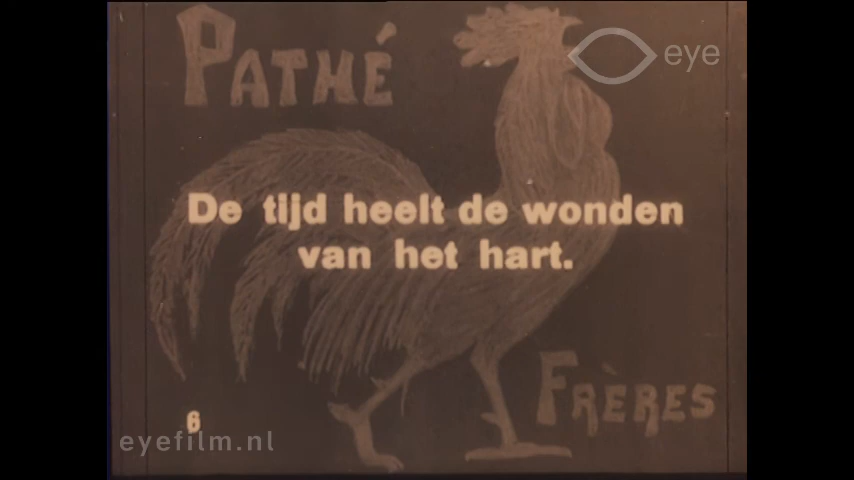 PATHÉ
eye
De tijd heelt de wonden
van het hart.
FRÈRES
6
eyefilm.nl